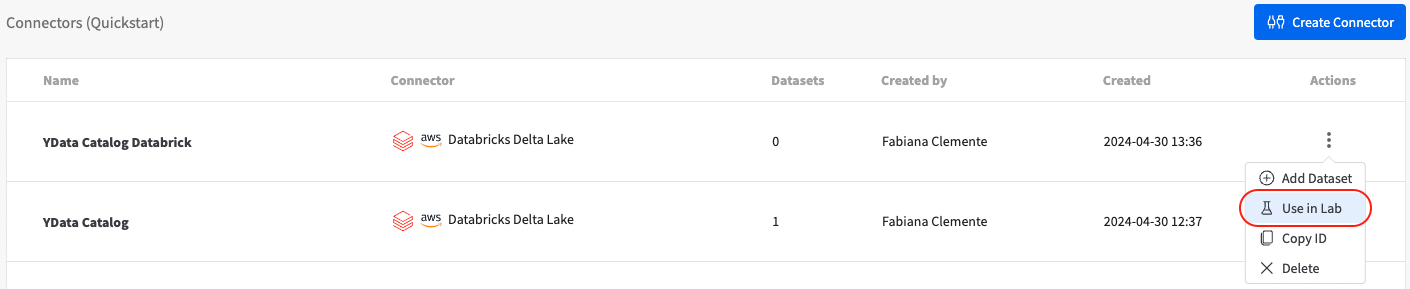 Connectors (Quickstart)
Create Connector
Name Connector Datasets Created by Created Actions
YData Catalog Databrick aws Databricks Delta Lake 0 Fabiana Clemente 2024-04-30 13:36
Add Dataset
Use in Lab
YData Catalog aws Databricks Delta Lake 1 Fabiana Clemente 2024-04-30 12:37
Copy ID
Delete